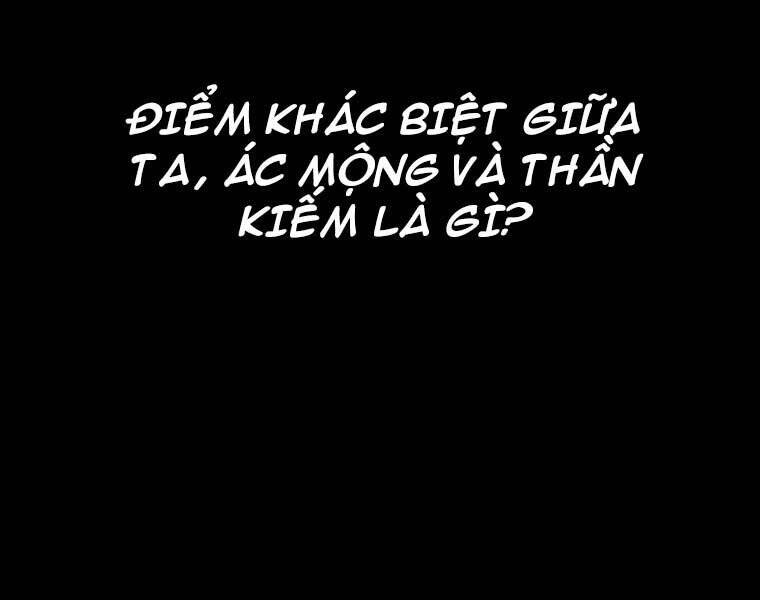 ĐIỂM KHÁC BIỆT GIỮA
TA, ÁC MỘNG VÀ THẦN
KIẾM LÀ GÌ?